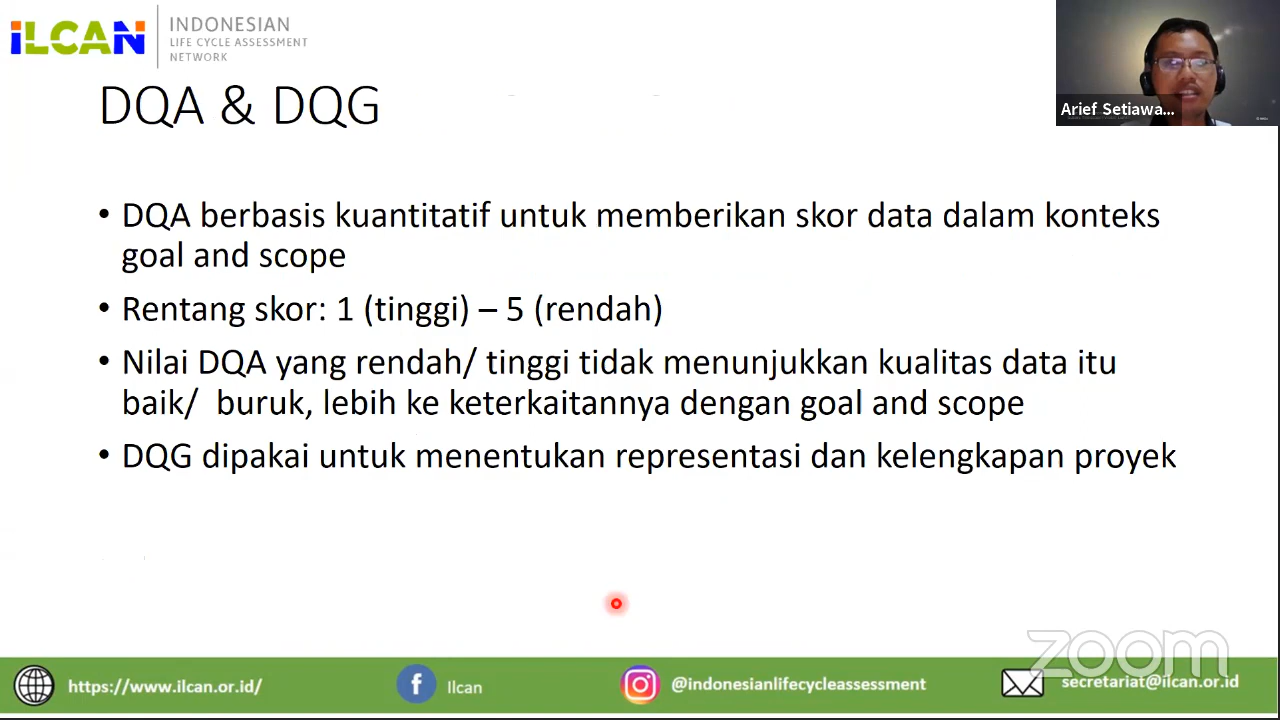 iLCAN
INDONESIAN
LIFE CYCLE ASSESSMENT
NETWORK
Arief Setiawa...
DQA & DQG
• DQA berbasis kuantitatif untuk memberikan skor data dalam konteks
goal and scope
• Rentang skor: 1 (tinggi) – 5 (rendah)
• Nilai DQA yang rendah/ tinggi tidak menunjukkan kualitas data itu
baik/ buruk, lebih ke keterkaitannya dengan goal and scope
• DQG dipakai untuk menentukan representasi dan kelengkapan proyek
zoom
https://www.ilcan.or.id/
Ilcan
@indonesianlifecycleassessment
secretariat@ilcan.or.id